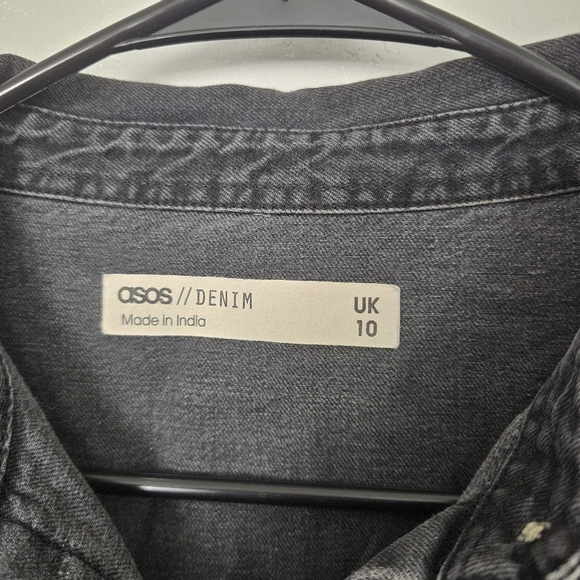 asos // DENIM
Made in India
UK
10